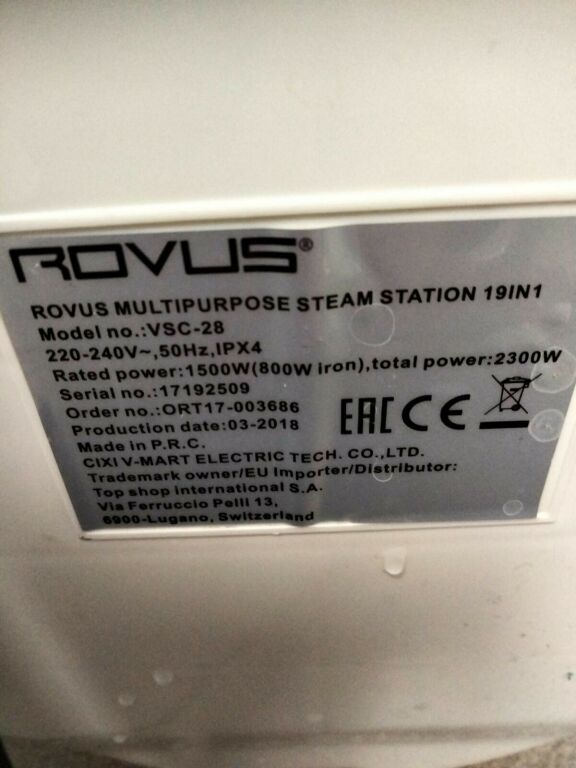 ROVUS®
ROVUS MULTIPURPOSE STEAM STATION 19IN1
Model no.:VSC-28
220-240V~,50Hz,IPX4
Rated power:1500W(800W iron),total power:2300W
Serial no.:17192509
Order no.:ORT17-003686
Production date:03-2018
EAC CE
Made in P.R.C.
CIXI V-MART ELECTRIC TECH. CO.,LTD.
Trademark owner/EU Importer/Distributor:
Top shop international S.A.
Via Ferruccio Pelli 13,
6900-Lugano, Switzerland